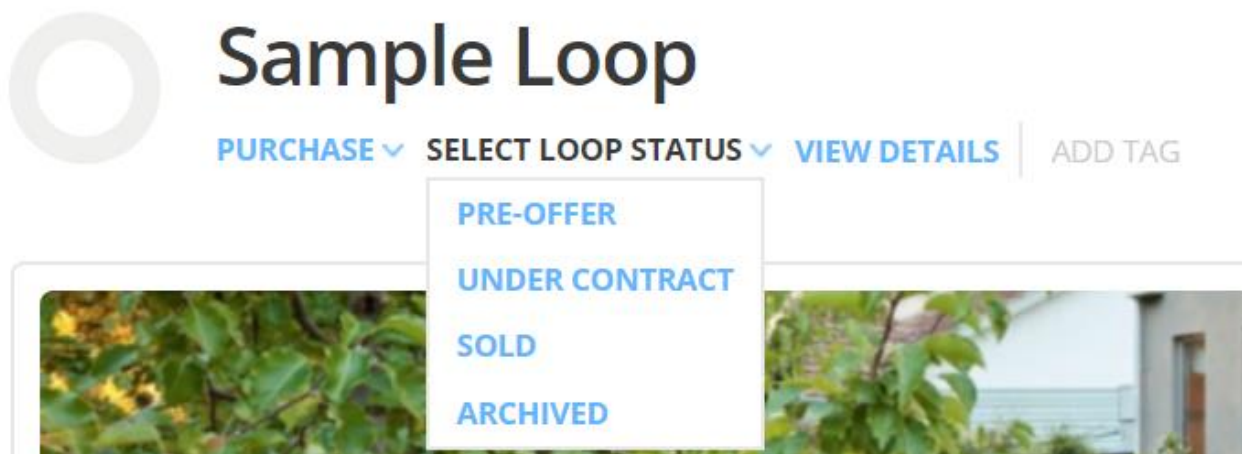 Sample Loop
PURCHASE SELECT LOOP STATUS VIEW DETAILS ADD TAG
PRE-OFFER
UNDER CONTRACT
SOLD
ARCHIVED